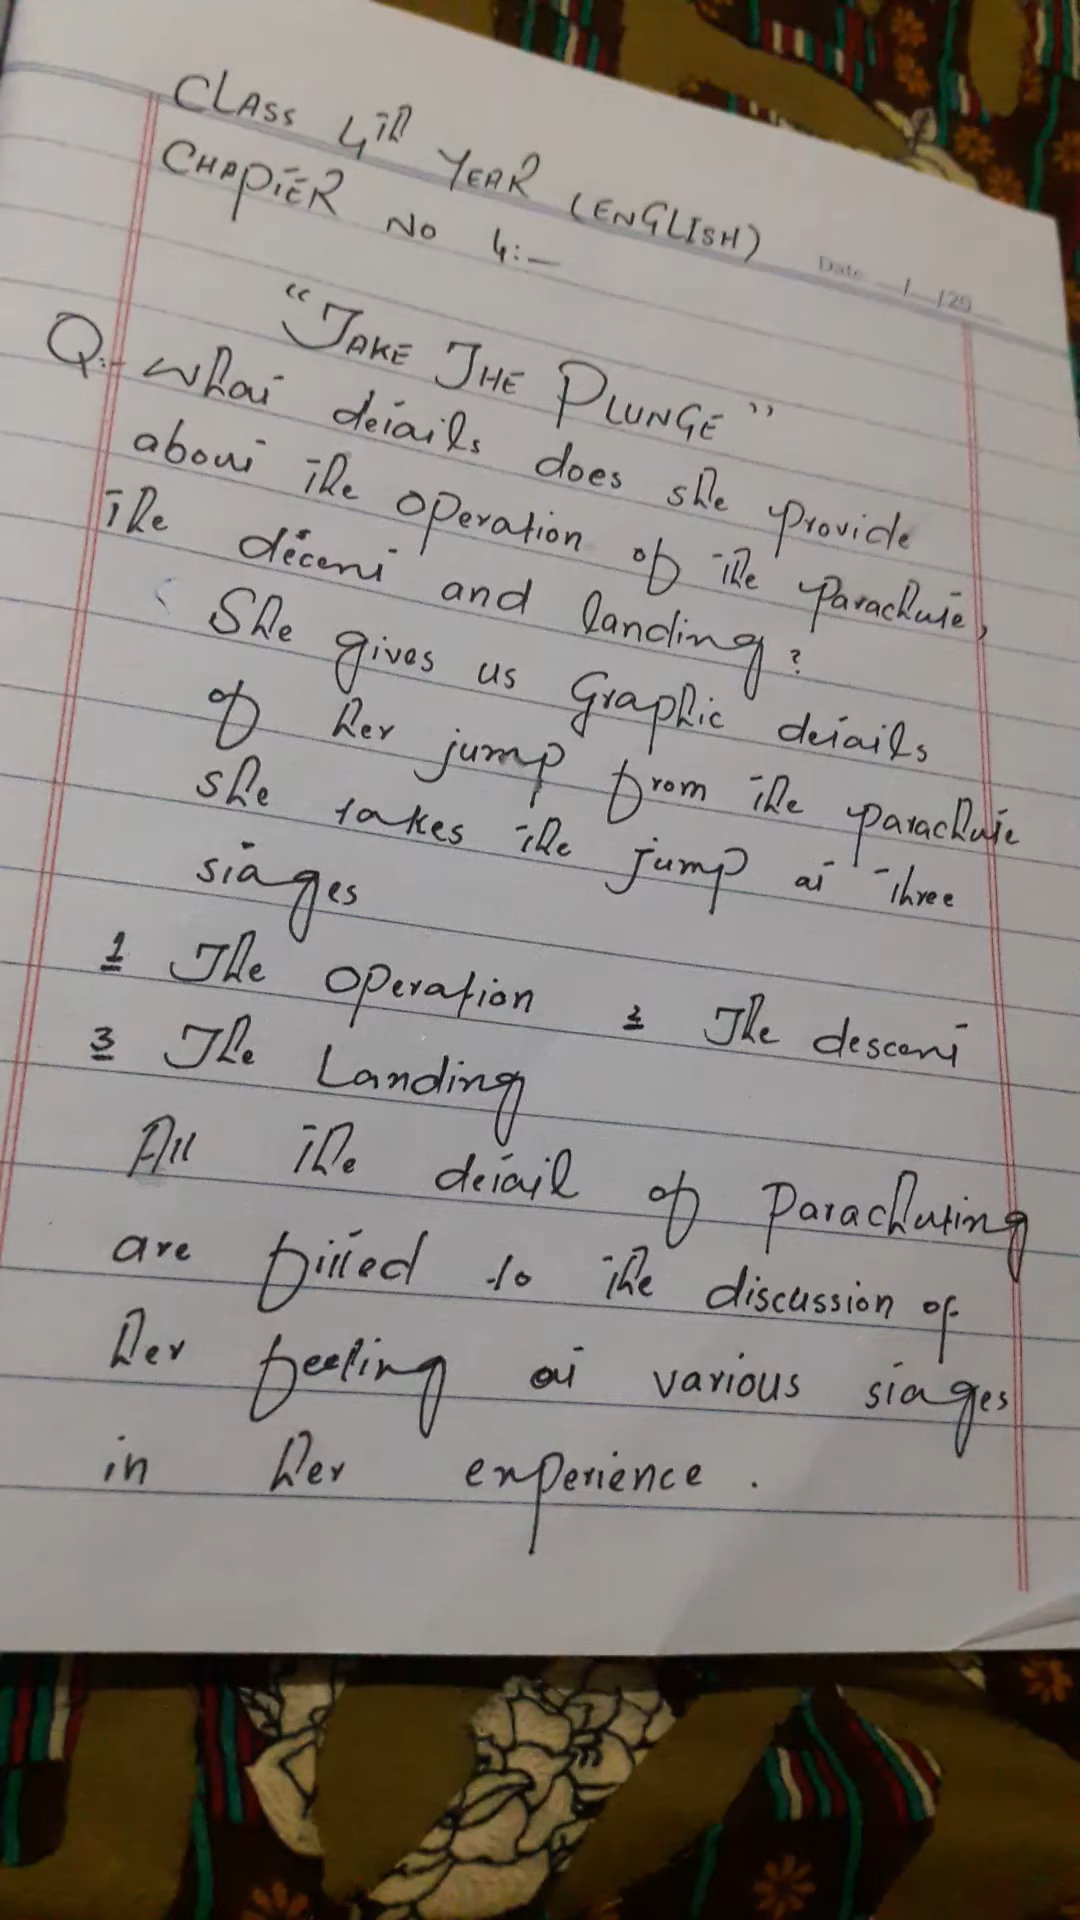 CLASS 4th YEAR (ENGLISH)
CHAPTER NO 4:-
Date / /20
"TAKE THE PLUNGE"
Q:- What details does she provide
about the operation of the parachute,
the decent and landing?
She gives us Graphic details
of her jump from the parachute
she takes the jump at three
stages
1 The operation 2 The descent
3 The Landing
All the detail of Parachuting
are fitted to the discussion of
her feeling at various stages
in her experience.